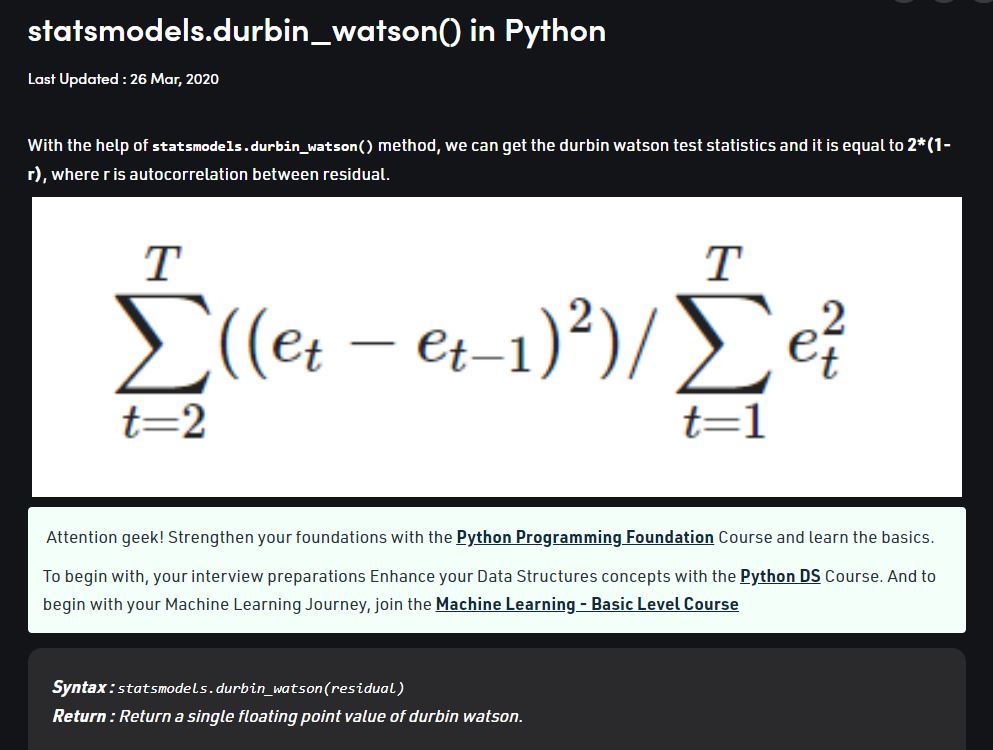 statsmodels.durbin_watson() in Python
Last Updated : 26 Mar, 2020
With the help of statsmodels.durbin_watson() method, we can get the durbin watson test statistics and it is equal to 2*(1-
r), where r is autocorrelation between residual.
\sum_{t=2}^{T}((e_t - e_{t-1})^2)/\sum_{t=1}^{T}e_t^2
Attention geek! Strengthen your foundations with the Python Programming Foundation Course and learn the basics.
To begin with, your interview preparations Enhance your Data Structures concepts with the Python DS Course. And to
begin with your Machine Learning Journey, join the Machine Learning - Basic Level Course
Syntax : statsmodels.durbin_watson(residual)
Return : Return a single floating point value of durbin watson.